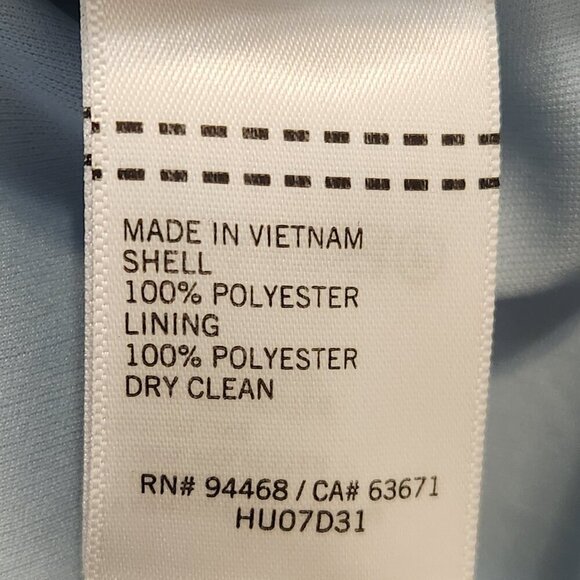 MADE IN VIETNAM
SHELL
100% POLYESTER
LINING
100% POLYESTER
DRY CLEAN
RN# 94468 / CA# 63671
HU07D31